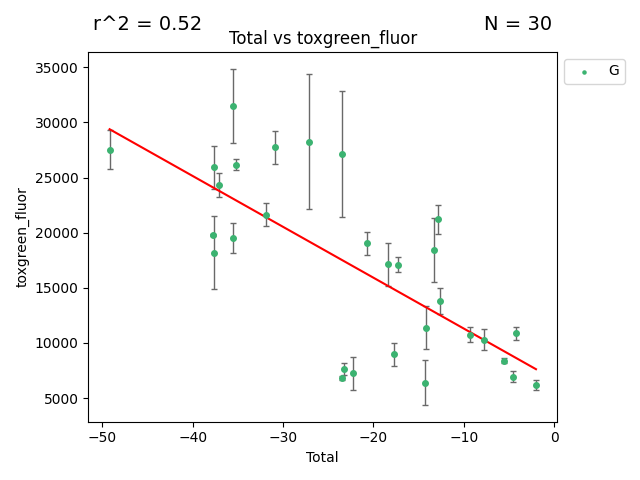 r^2 = 0.52
N = 30
Total vs toxgreen_fluor
G
35000
30000
25000
20000
15000
10000
5000
toxgreen_fluor
−50
−40
−30
−20
−10
0
Total